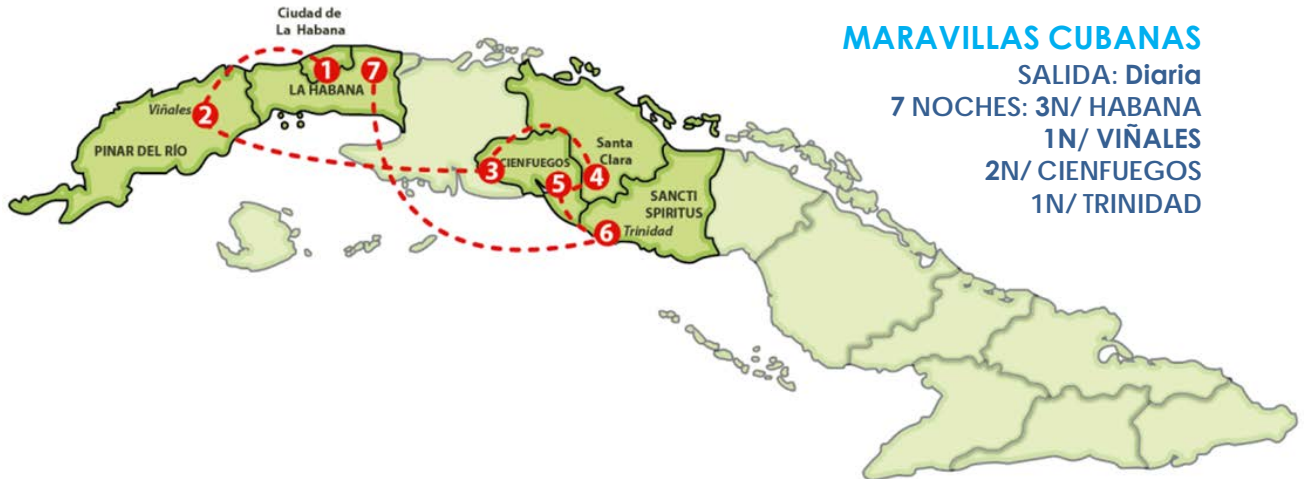 Ciudad de
La Habana
1
7
LA HABANA
Viñales
2
PINAR DEL RÍO
3
CIENFUEGOS
Santa
Clara
4
5
SANCTI
SPIRITUS
6
Trinidad
MARAVILLAS CUBANAS
SALIDA: Diaria
7 NOCHES: 3N/ HABANA
1N/ VIÑALES
2N/ CIENFUEGOS
1N/ TRINIDAD